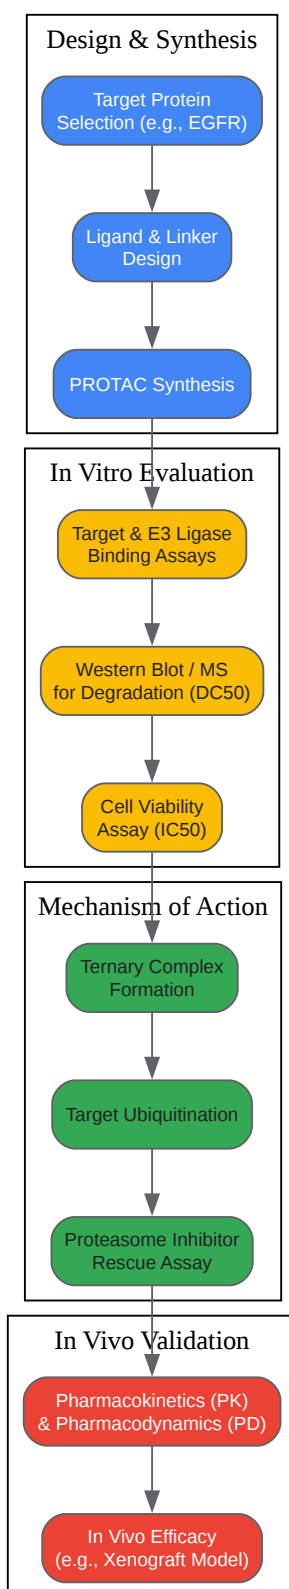 Design & Synthesis
Target Protein
Selection (e.g., EGFR)
Ligand & Linker
Design
PROTAC Synthesis
In Vitro Evaluation
Target & E3 Ligase
Binding Assays
Western Blot / MS
for Degradation (DC50)
Cell Viability
Assay (IC50)
Mechanism of Action
Ternary Complex
Formation
Target Ubiquitination
Proteasome Inhibitor
Rescue Assay
In Vivo Validation
Pharmacokinetics (PK)
& Pharmacodynamics (PD)
In Vivo Efficacy
(e.g., Xenograft Model)